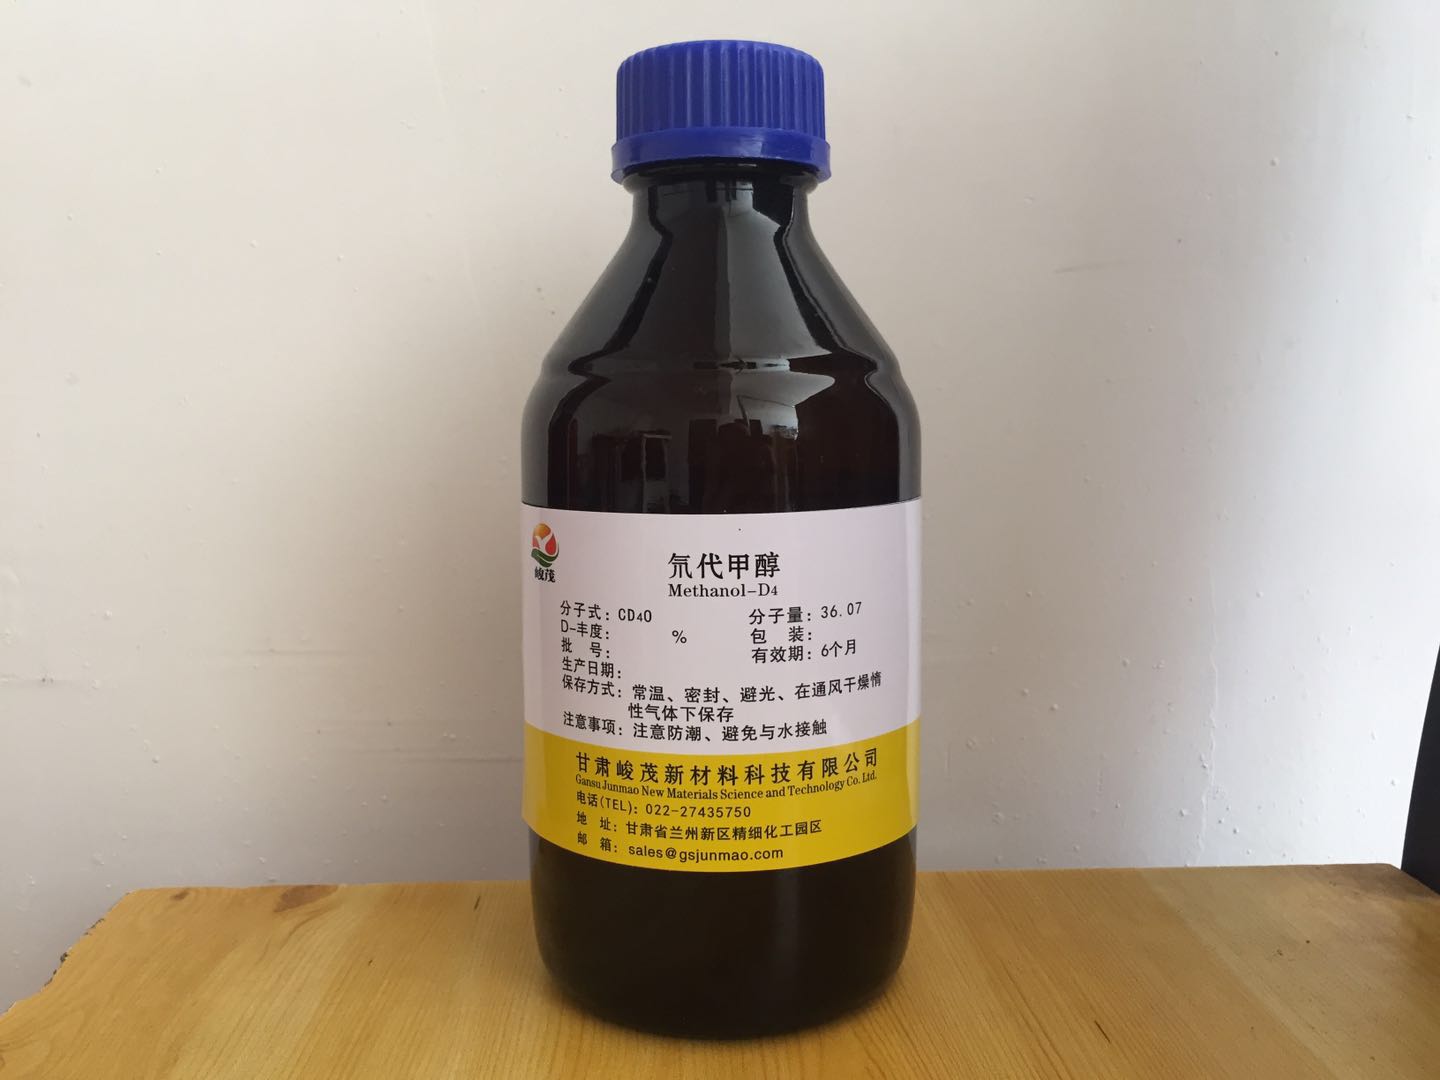 峻茂
氘代甲醇
Methanol-D4
分子式：CD4O 分子量：36.07
D-丰度： % 包 装：
批 号： 有效期：6个月
生产日期：
保存方式：常温、密封、避光、在通风干燥惰
性气体下保存
注意事项：注意防潮、避免与水接触
甘肃峻茂新材料科技有限公司
Gansu Junmao New Materials Science and Technology Co. Ltd.
电话(TEL)：022-27435750
地 址：甘肃省兰州新区精细化工园区
邮 箱：sales@gsjunmao.com